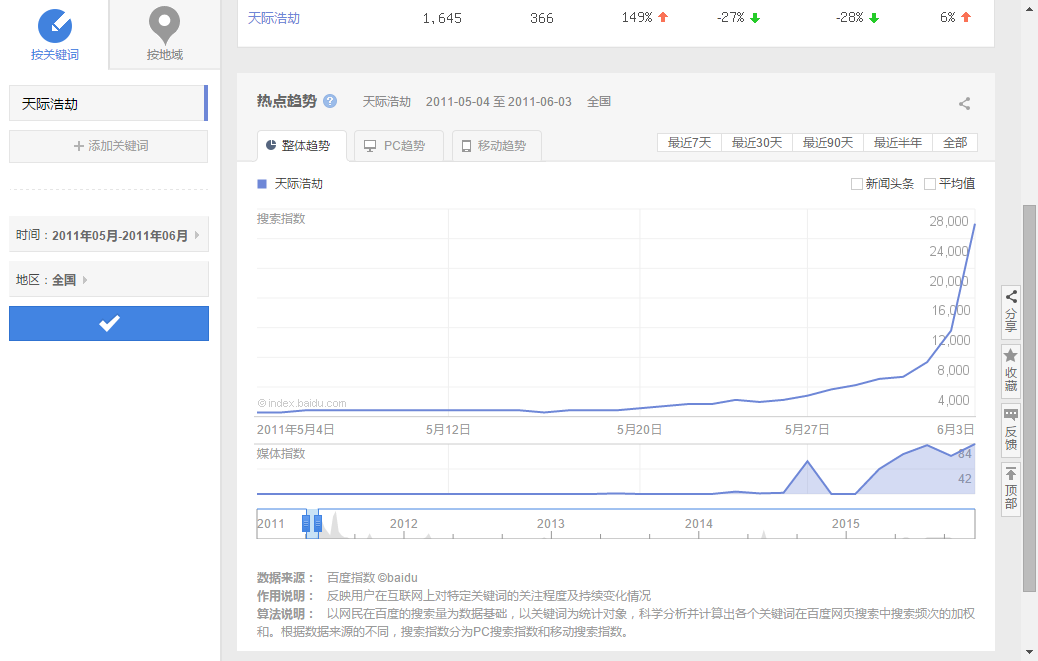 按关键词
按地域
天际浩劫
+ 添加关键词
时间：2011年05月-2011年06月
地区：全国
天际浩劫 1,645 366 149% -27% -28% 6%
热点趋势 ? 天际浩劫 2011-05-04 至 2011-06-03 全国
整体趋势 PC趋势 移动趋势 最近7天 最近30天 最近90天 最近半年 全部
天际浩劫 新闻头条 平均值
搜索指数
28,000
24,000
20,000
16,000
12,000
8,000
4,000
©index.baidu.com
2011年5月4日 5月12日 5月20日 5月27日 6月3日
媒体指数
84
42
2011 2012 2013 2014 2015
数据来源： 百度指数 ©baidu
作用说明： 反映用户在互联网上对特定关键词的关注程度及持续变化情况
算法说明： 以网民在百度的搜索量为数据基础，以关键词为统计对象，科学分析并计算出各个关键词在百度网页搜索中搜索频次的加权
和。根据数据来源的不同，搜索指数分为PC搜索指数和移动搜索指数。
分享
收藏
反馈
顶部